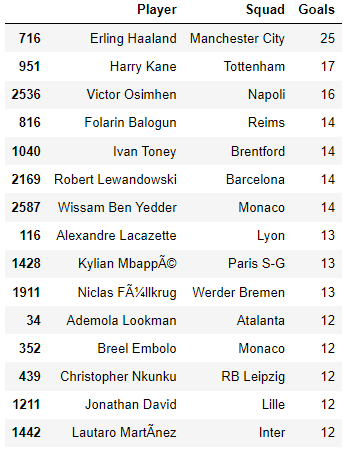 Player Squad Goals
716 Erling Haaland Manchester City 25
951 Harry Kane Tottenham 17
2536 Victor Osimhen Napoli 16
816 Folarin Balogun Reims 14
1040 Ivan Toney Brentford 14
2169 Robert Lewandowski Barcelona 14
2587 Wissam Ben Yedder Monaco 14
116 Alexandre Lacazette Lyon 13
1428 Kylian MbappÃ© Paris S-G 13
1911 Niclas FÃ¼llkrug Werder Bremen 13
34 Ademola Lookman Atalanta 12
352 Breel Embolo Monaco 12
439 Christopher Nkunku RB Leipzig 12
1211 Jonathan David Lille 12
1442 Lautaro MartÃnez Inter 12